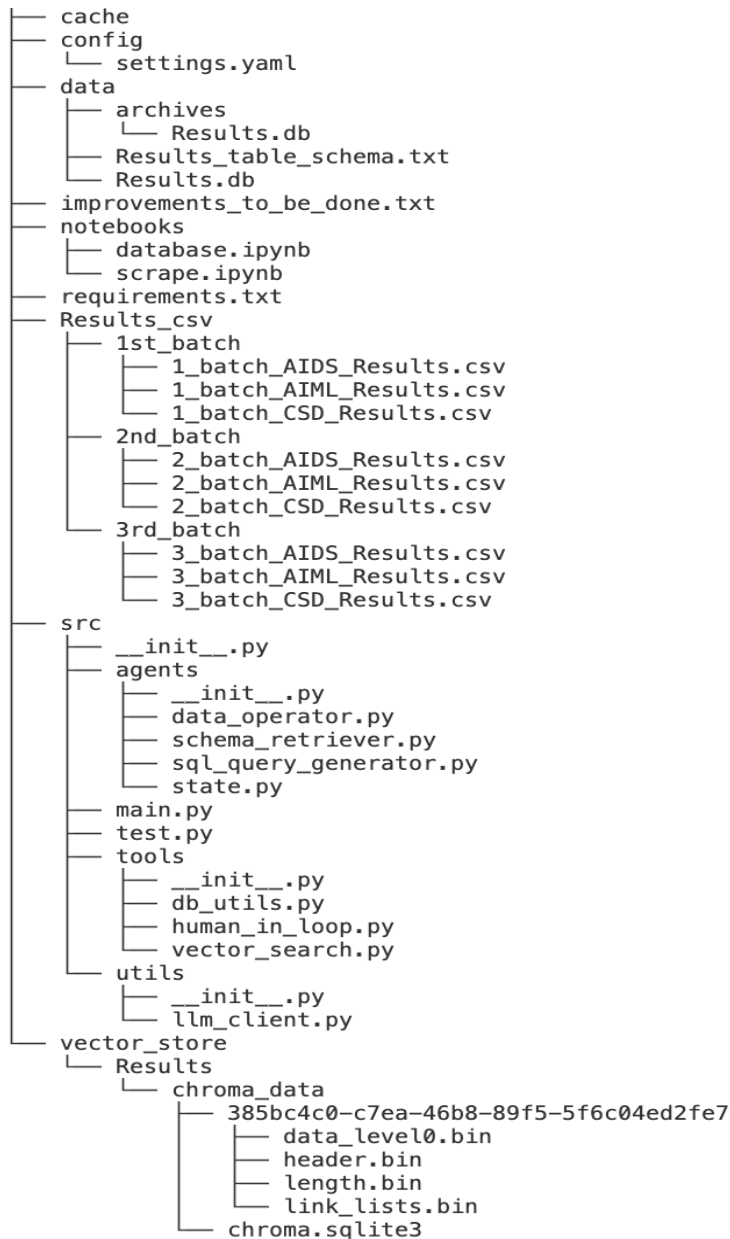 ├── cache
├── config
│   └── settings.yaml
├── data
│   ├── archives
│   │   └── Results.db
│   ├── Results_table_schema.txt
│   └── Results.db
├── improvements_to_be_done.txt
├── notebooks
│   ├── database.ipynb
│   └── scrape.ipynb
├── requirements.txt
├── Results_csv
│   ├── 1st_batch
│   │   ├── 1_batch_AIDS_Results.csv
│   │   ├── 1_batch_AIML_Results.csv
│   │   └── 1_batch_CSD_Results.csv
│   ├── 2nd_batch
│   │   ├── 2_batch_AIDS_Results.csv
│   │   ├── 2_batch_AIML_Results.csv
│   │   └── 2_batch_CSD_Results.csv
│   └── 3rd_batch
│       ├── 3_batch_AIDS_Results.csv
│       ├── 3_batch_AIML_Results.csv
│       └── 3_batch_CSD_Results.csv
├── src
│   ├── __init__.py
│   ├── agents
│   │   ├── __init__.py
│   │   ├── data_operator.py
│   │   ├── schema_retriever.py
│   │   ├── sql_query_generator.py
│   │   └── state.py
│   ├── main.py
│   ├── test.py
│   ├── tools
│   │   ├── __init__.py
│   │   ├── db_utils.py
│   │   ├── human_in_loop.py
│   │   └── vector_search.py
│   └── utils
│       ├── __init__.py
│       └── llm_client.py
└── vector_store
    └── Results
        └── chroma_data
            ├── 385bc4c0-c7ea-46b8-89f5-5f6c04ed2fe7
            │   ├── data_level0.bin
            │   ├── header.bin
            │   ├── length.bin
            │   └── link_lists.bin
            └── chroma.sqlite3